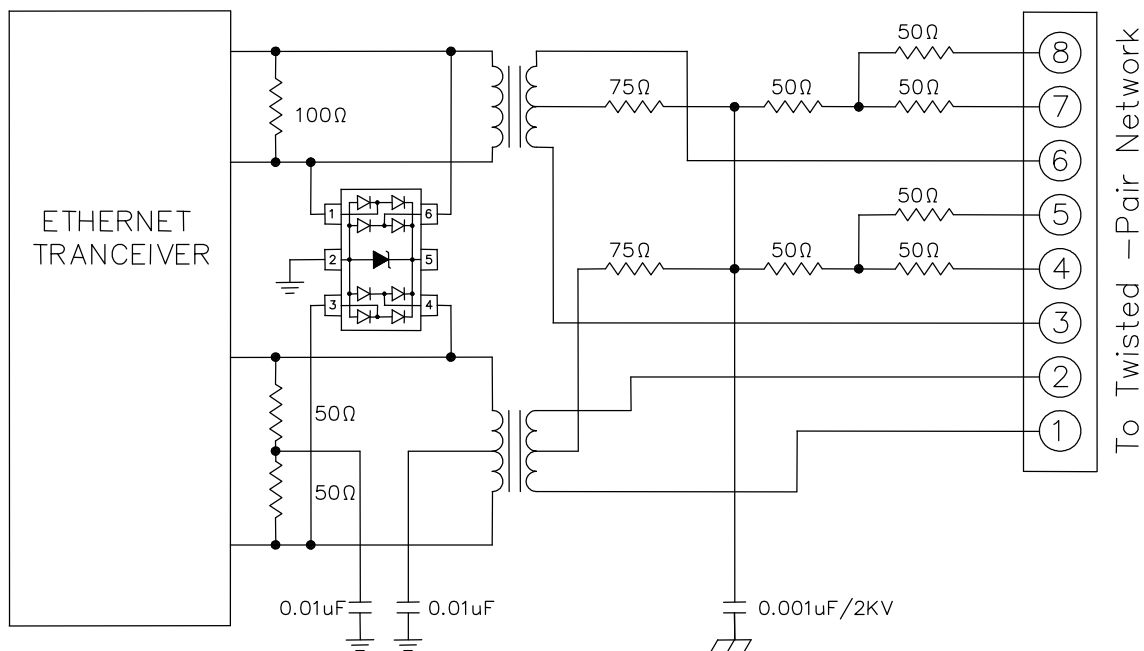 ETHERNET
TRANCEIVER
100Ω
1
6
2
5
3
4
50Ω
50Ω
0.01uF
0.01uF
75Ω
50Ω
50Ω
50Ω
75Ω
50Ω
50Ω
50Ω
0.001uF/2KV
8
7
6
5
4
3
2
1
To Twisted -Pair Network